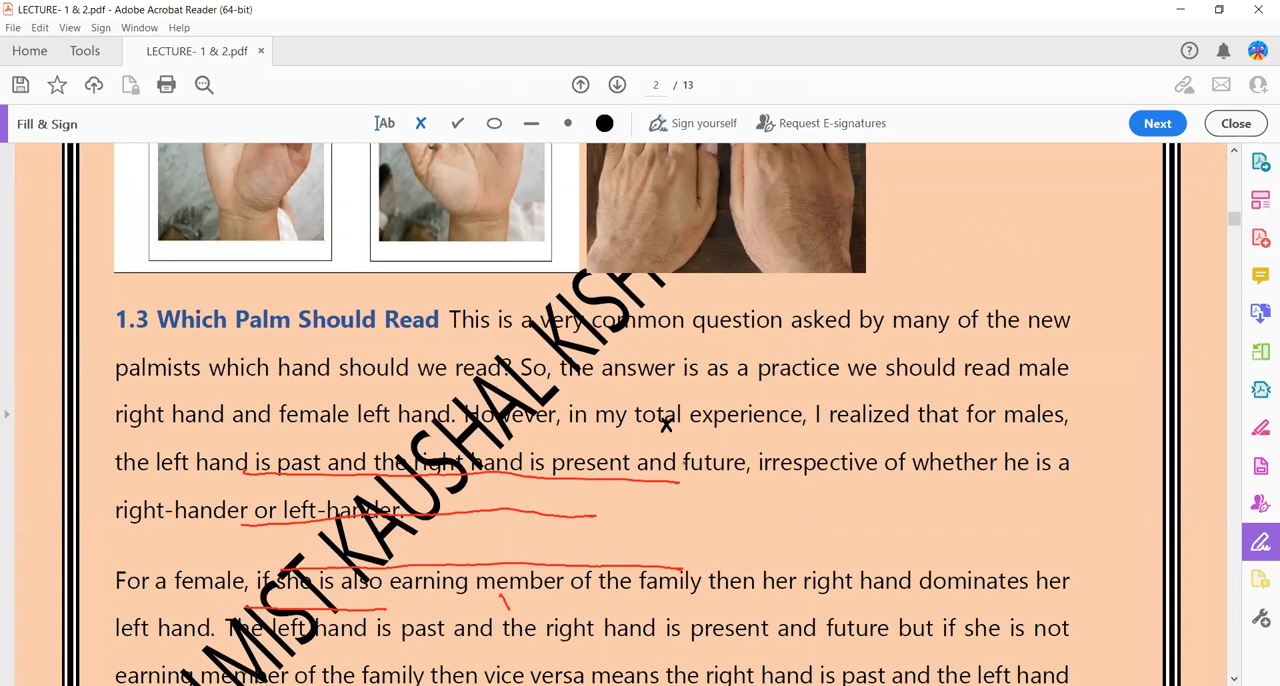 LECTURE- 1 & 2.pdf - Adobe Acrobat Reader (64-bit)
File Edit View Sign Window Help
Home Tools LECTURE- 1 & 2.pdf ×
2 / 13
Fill & Sign Ab Sign yourself Request E-signatures Next Close
1.3 Which Palm Should Read This is a very common question asked by many of the new
palmists which hand should we read? So, the answer is as a practice we should read male
right hand and female left hand. However, in my total experience, I realized that for males,
the left hand is past and the right hand is present and future, irrespective of whether he is a
right-hander or left-hander.
For a female, if she is also earning member of the family then her right hand dominates her
left hand. The left hand is past and the right hand is present and future but if she is not
earning member of the family then vice versa means the right hand is past and the left hand
KAUSHAL